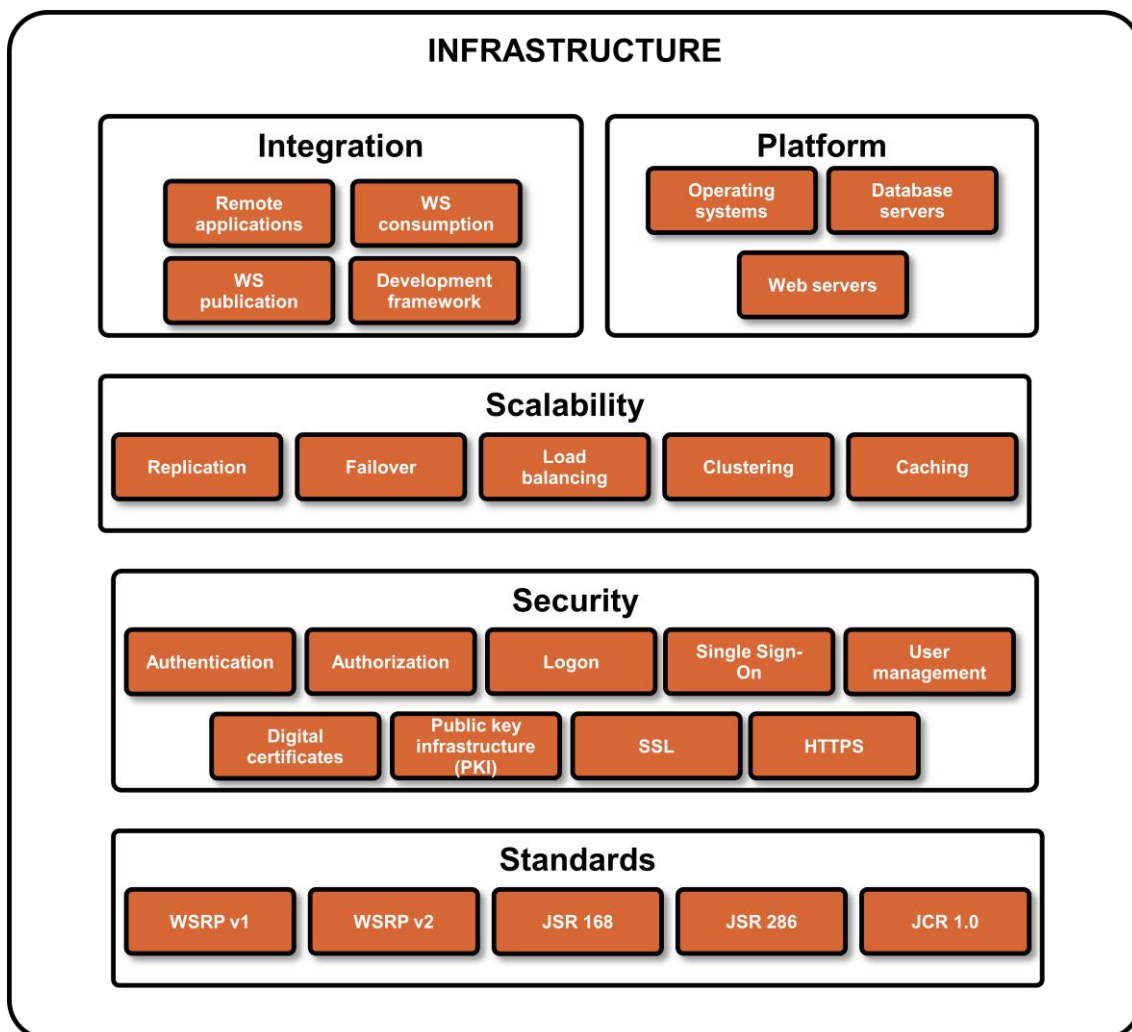 INFRASTRUCTURE
Integration
Remote
applications
WS
consumption
WS
publication
Development
framework
Platform
Operating
systems
Database
servers
Web servers
Scalability
Replication
Failover
Load
balancing
Clustering
Caching
Security
Authentication
Authorization
Logon
Single Sign-
On
User
management
Digital
certificates
Public key
infrastructure
(PKI)
SSL
HTTPS
Standards
WSRP v1
WSRP v2
JSR 168
JSR 286
JCR 1.0